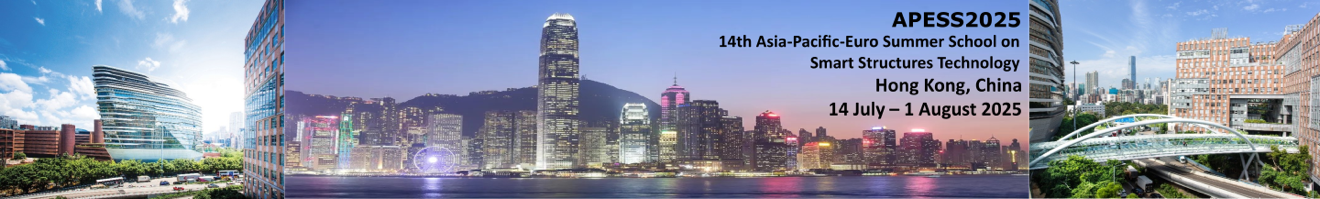 APESS2025
14th Asia-Pacific-Euro Summer School on
Smart Structures Technology
Hong Kong, China
14 July – 1 August 2025